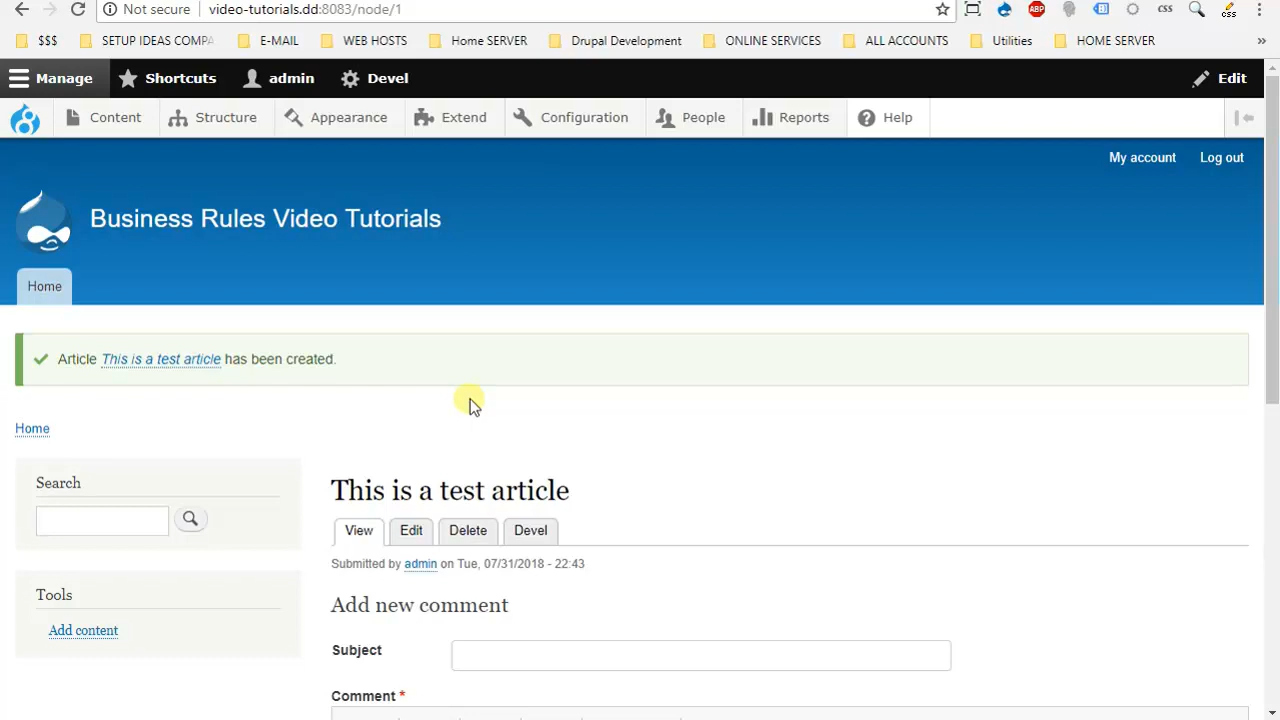 Not secure video-tutorials.dd:8083/node/1 ABP CSS css
$$$ SETUP IDEAS COMPA E-MAIL WEB HOSTS Home SERVER Drupal Development ONLINE SERVICES ALL ACCOUNTS Utilities HOME SERVER »
Manage Shortcuts admin Devel Edit
Content Structure Appearance Extend Configuration People Reports Help
My account Log out
Business Rules Video Tutorials
Home
Article This is a test article has been created.
Home
Search
This is a test article
View Edit Delete Devel
Submitted by admin on Tue, 07/31/2018 - 22:43
Tools
Add new comment
Add content
Subject
Comment *